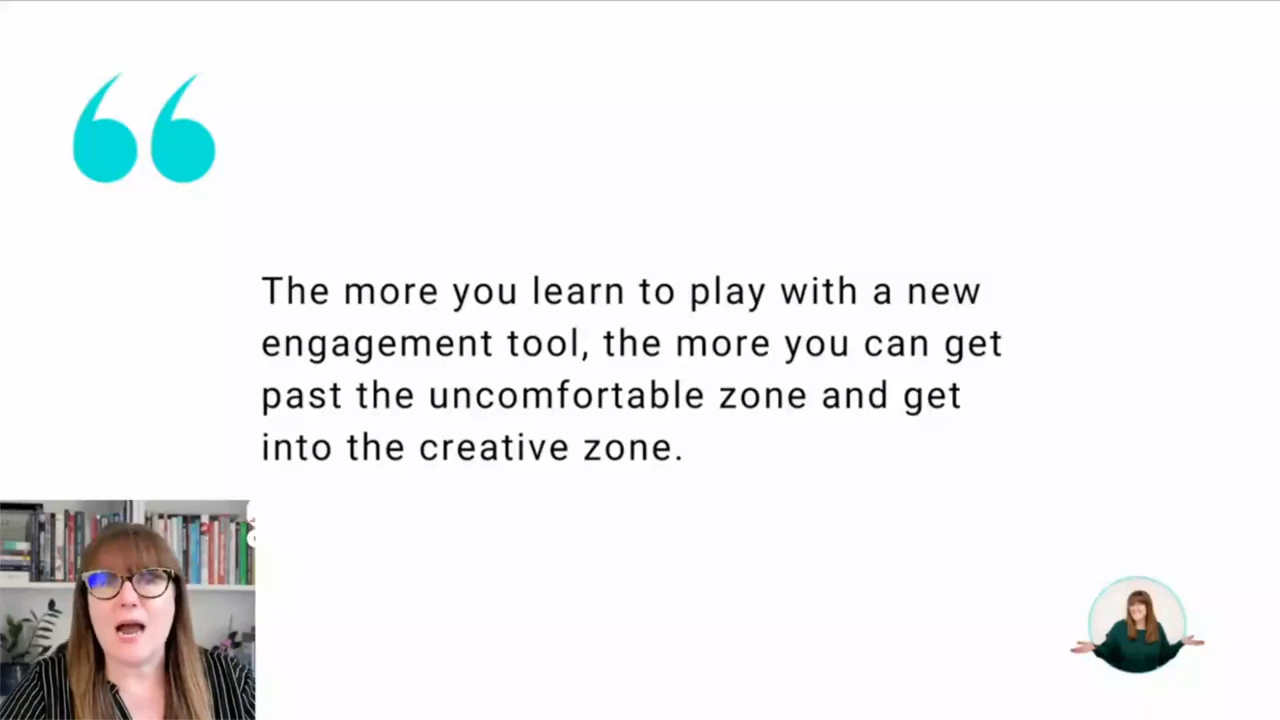 The more you learn to play with a new
engagement tool, the more you can get
past the uncomfortable zone and get
into the creative zone.